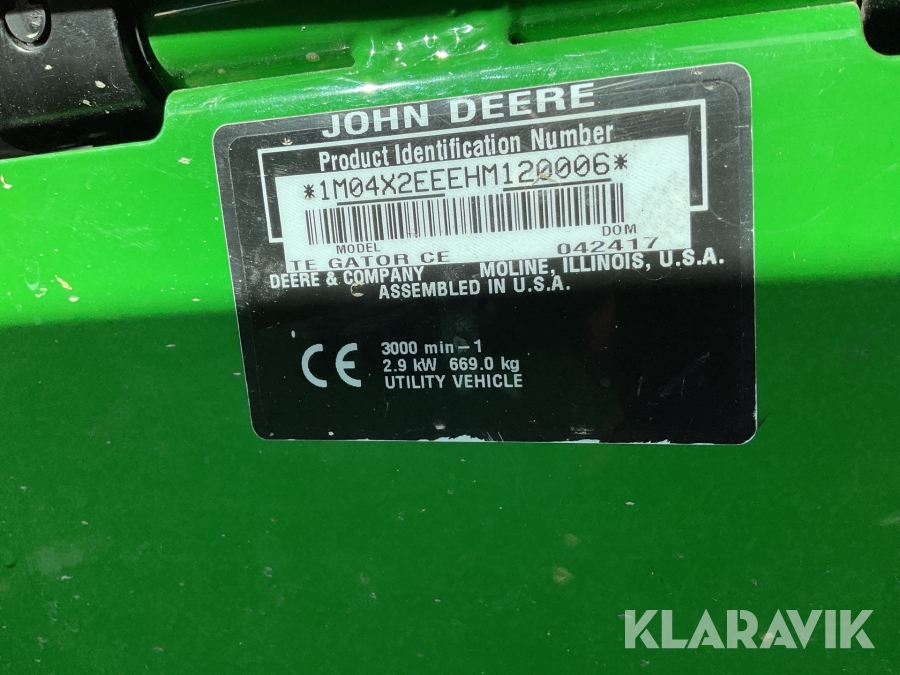 JOHN DEERE
Product Identification Number
*1M04X2EEEHM120006*
MODEL DOM
TE GATOR CE 042417
DEERE & COMPANY MOLINE, ILLINOIS, U.S.A.
ASSEMBLED IN U.S.A.
CE 3000 min-1
2.9 kW 669.0 kg
UTILITY VEHICLE
KLARAVIK